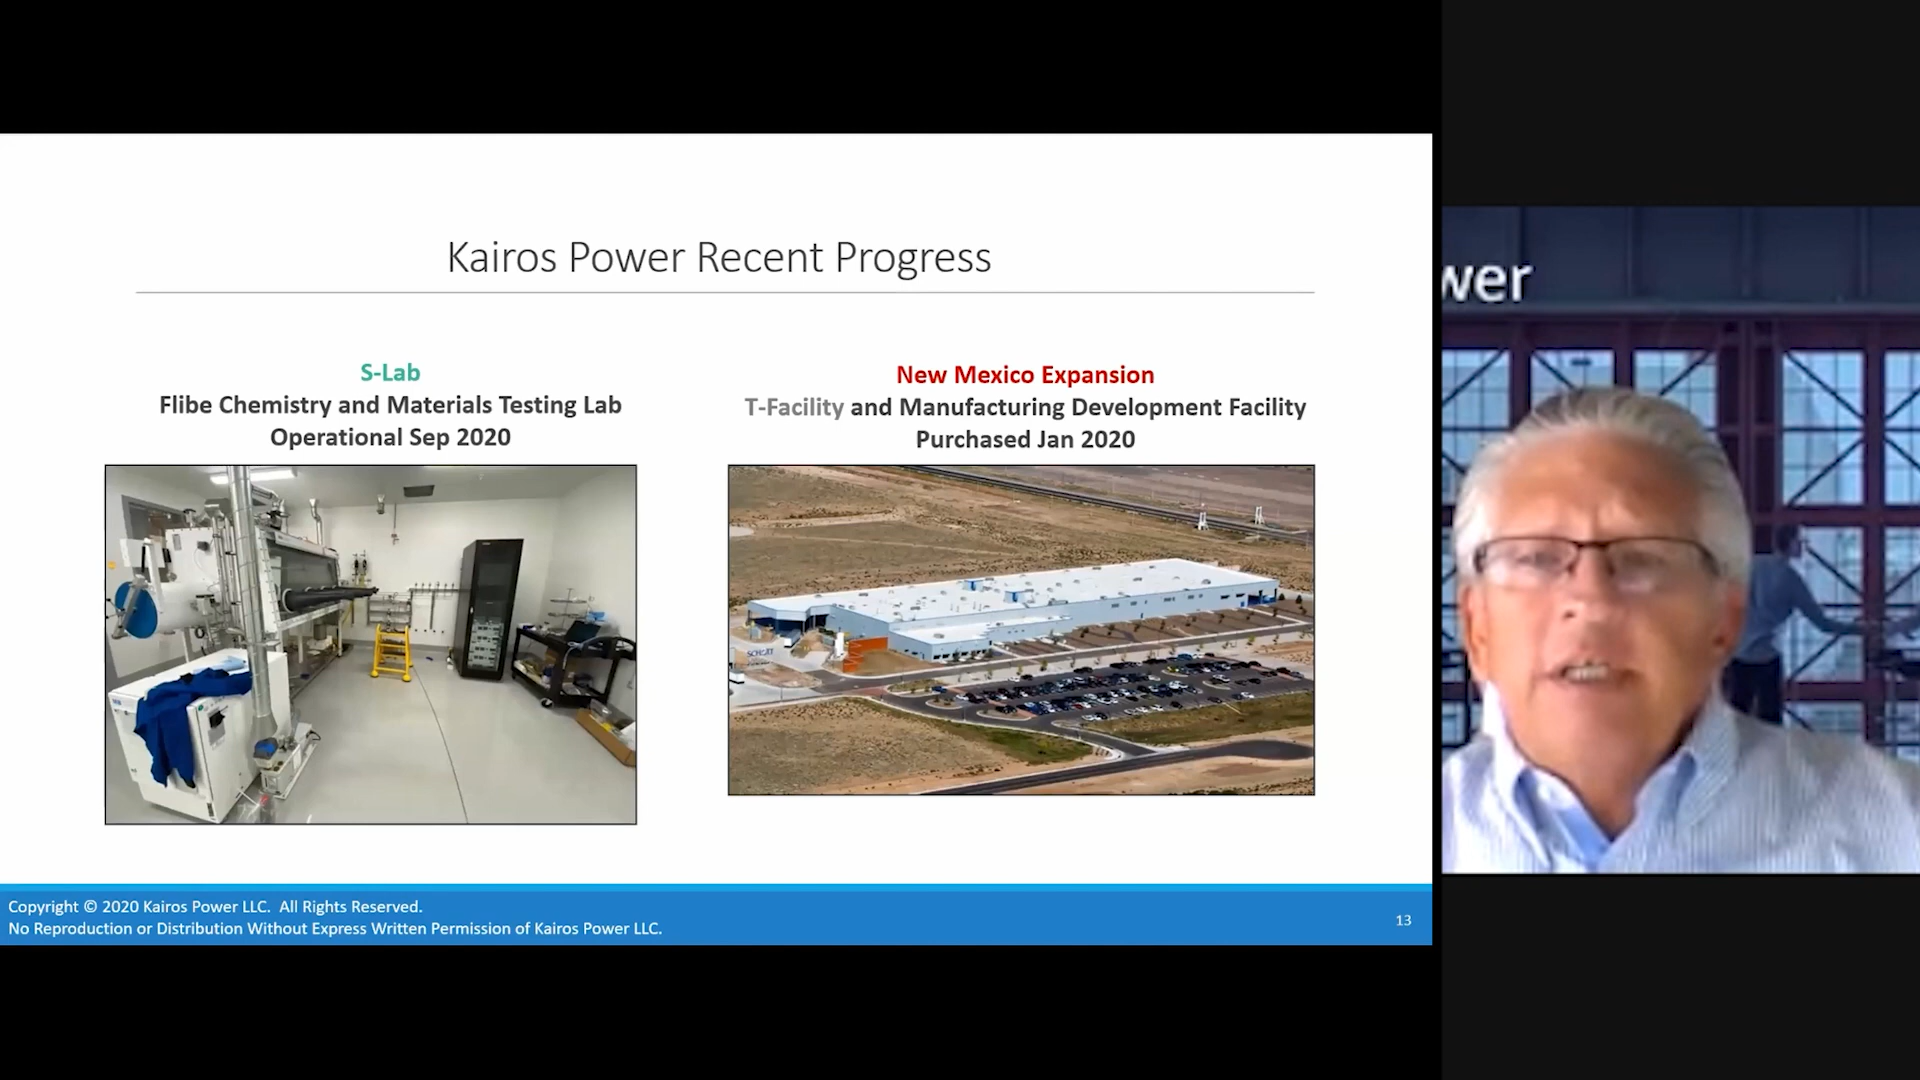 Kairos Power Recent Progress
S-Lab
Flibe Chemistry and Materials Testing Lab
Operational Sep 2020
New Mexico Expansion
T-Facility and Manufacturing Development Facility
Purchased Jan 2020
SCHOTT
wer
Copyright © 2020 Kairos Power LLC. All Rights Reserved.
No Reproduction or Distribution Without Express Written Permission of Kairos Power LLC.
13